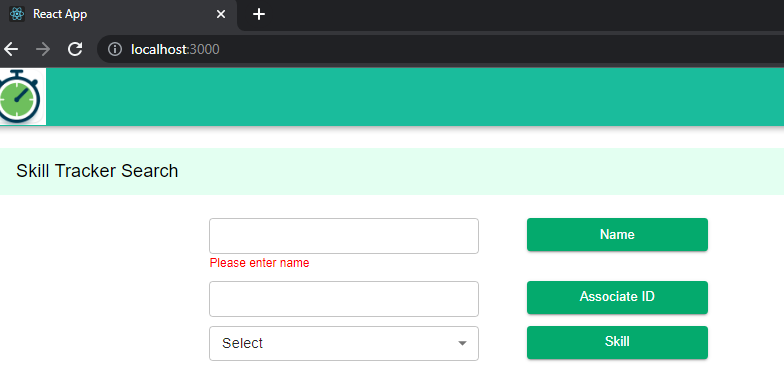 React App
localhost:3000
Skill Tracker Search
Name
Please enter name
Associate ID
Select
Skill